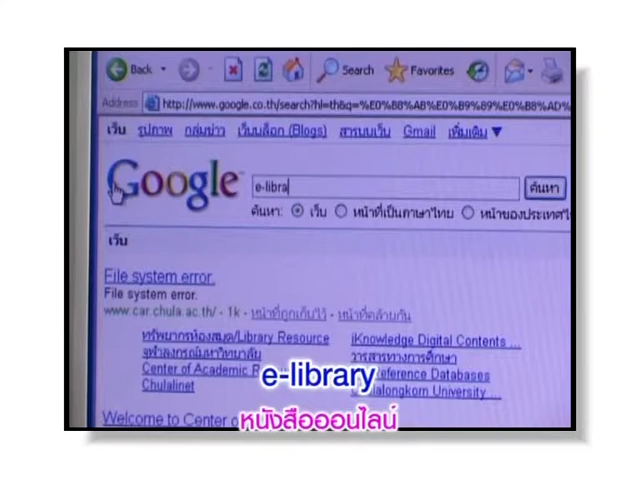 Back Search Favorites
Address http://www.google.co.th/search?hl=th&q=%E0%B8%AB%E0%B9%89%E0%B8%AD%
เว็บ รูปภาพ กลุ่มข่าว เว็บบล็อก (Blogs) สารบบเว็บ Gmail เพิ่มเติม ▼
Google e-libra ค้นหา
ค้นหา: เว็บ หน้าที่เป็นภาษาไทย หน้าของประเทศไ
เว็บ
File system error.
File system error.
www.car.chula.ac.th/ - 1k - หน้าที่ถูกเก็บไว้ - หน้าที่คล้ายกัน
ทรัพยากรห้องสมุด/Library Resource iKnowledge Digital Contents ...
จุฬาลงกรณ์มหาวิทยาลัย วารสารทางการศึกษา
Center of Academic Reference Databases
Chulalinet University ...
e-library
Welcome to Center o
หนังสือออนไลน์